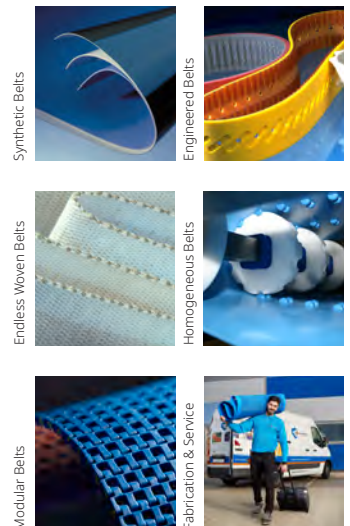 Synthetic Belts
Engineered Belts
Endless Woven Belts
Homogeneous Belts
Modular Belts
Fabrication & Service